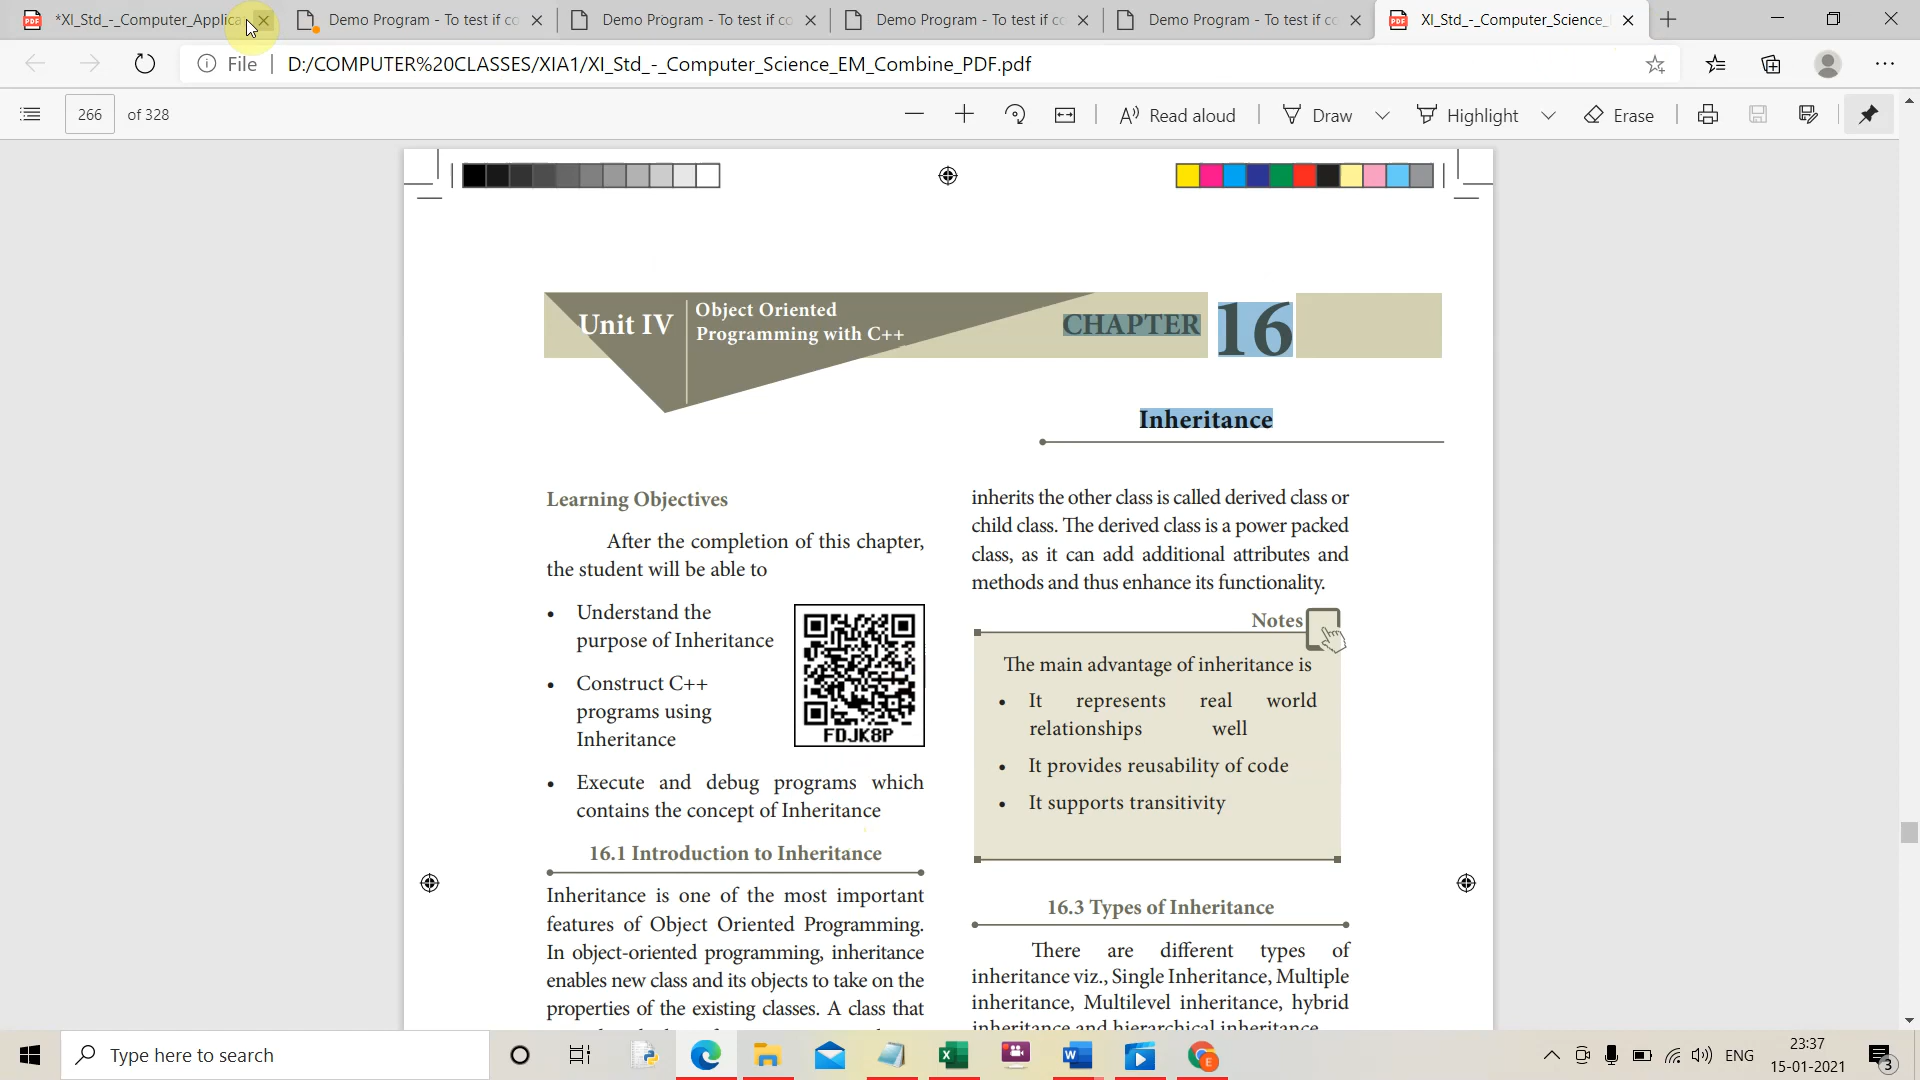 *XI_Std_-_Computer_Applica
Demo Program - To test if co
Demo Program - To test if co
Demo Program - To test if co
Demo Program - To test if co
XI_Std_-_Computer_Science_
File
D:/COMPUTER%20CLASSES/XIA1/XI_Std_-_Computer_Science_EM_Combine_PDF.pdf
266 of 328
Read aloud
Draw
Highlight
Erase
Unit IV
Object Oriented
Programming with C++
CHAPTER 16
Inheritance
Learning Objectives
After the completion of this chapter,
the student will be able to
• Understand the
purpose of Inheritance
• Construct C++
programs using
Inheritance
FDJK8P
• Execute and debug programs which
contains the concept of Inheritance
16.1 Introduction to Inheritance
Inheritance is one of the most important
features of Object Oriented Programming.
In object-oriented programming, inheritance
enables new class and its objects to take on the
properties of the existing classes. A class that
inherits the other class is called derived class or
child class. The derived class is a power packed
class, as it can add additional attributes and
methods and thus enhance its functionality.
Notes
The main advantage of inheritance is
• It represents real world
relationships well
• It provides reusability of code
• It supports transitivity
16.3 Types of Inheritance
There are different types of
inheritance viz., Single Inheritance, Multiple
inheritance, Multilevel inheritance, hybrid
inheritance and hierarchical inheritance
Type here to search
ENG
23:37
15-01-2021
3